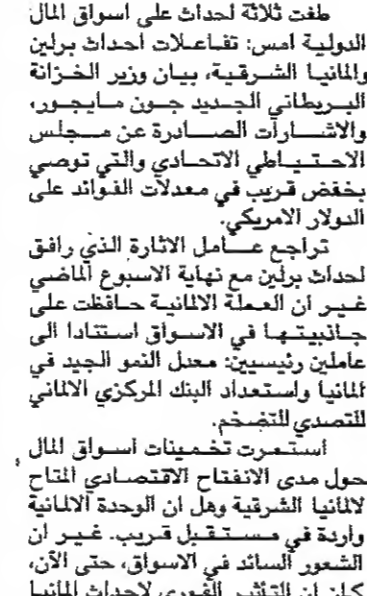 طغت ثلاثة احداث على اسواق المال
الدولية امس: تفاعلات احداث برلين
والمانيا الشرقية، بيان وزير الخزانة
البريطاني الجديد جون مايجور،
والاشارات الصادرة عن مجلس
الاحتياطي الاتحادي والتي توصي
بخفض قريب في معدلات الفوائد على
الدولار الامريكي.
تراجع عامل الاثارة الذي رافق
احداث برلين مع نهاية الاسبوع الماضي
غير ان العملة الالمانية حافظت على
جاذبيتها في الاسواق استنادا الى
عاملين رئيسيين: معدل النمو الجيد في
المانيا واستعداد البنك المركزي الالماني
للتصدي للتضخم.
استمرت تخمينات اسواق المال
حول مدى الانفتاح الاقتصادي المتاح
لالمانيا الشرقية وهل ان الوحدة الالمانية
واردة في مستقبل قريب. غير ان
الشعور السائد في الاسواق، حتى الآن،
كان ان التأثير الفوري لاحداث المانيا